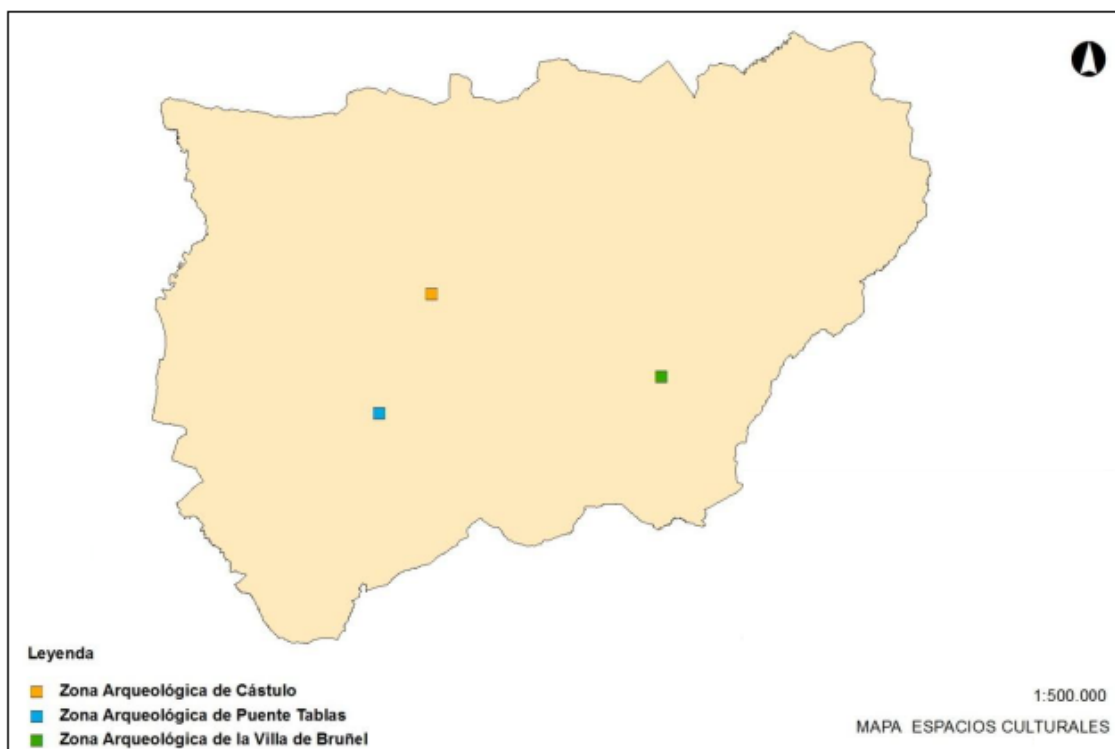 Leyenda
Zona Arqueológica de Cástulo
Zona Arqueológica de Puente Tablas
Zona Arqueológica de la Villa de Bruñel
1:500.000
MAPA ESPACIOS CULTURALES